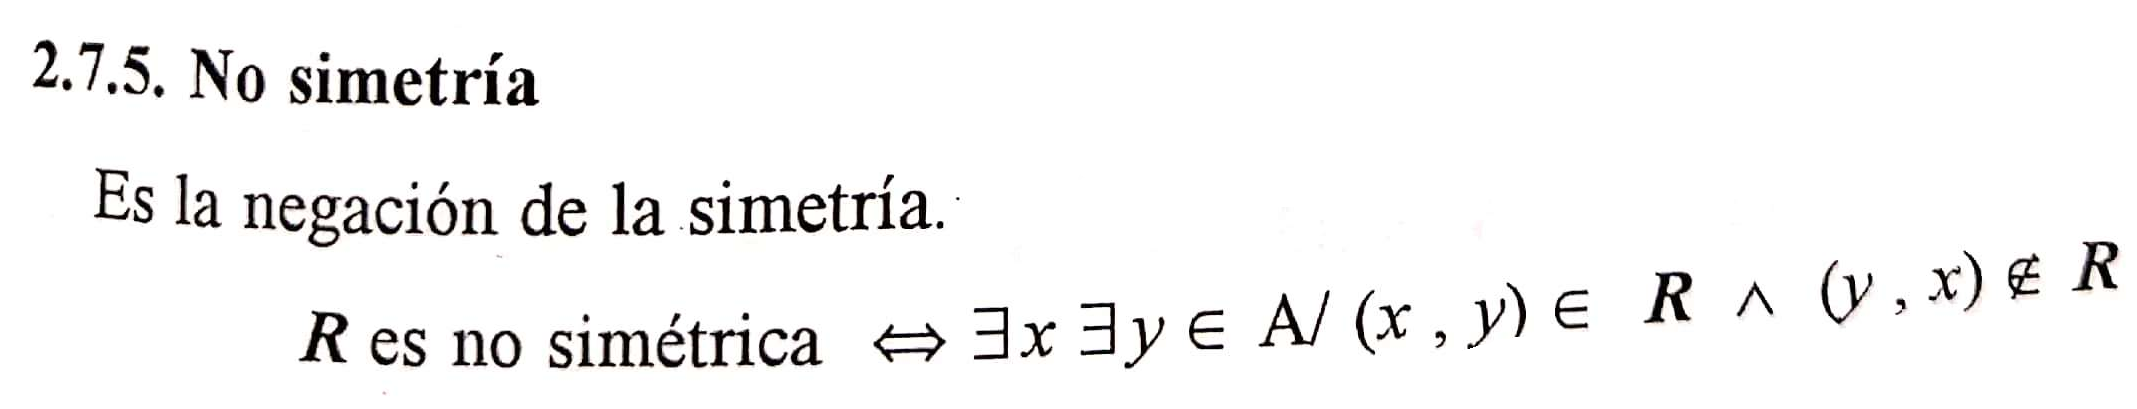 2.7.5. No simetría
Es la negación de la simetría.
R es no simétrica ⇔ ∃x ∃y ∈ A/ (x , y) ∈ R ∧ (y , x) ∉ R